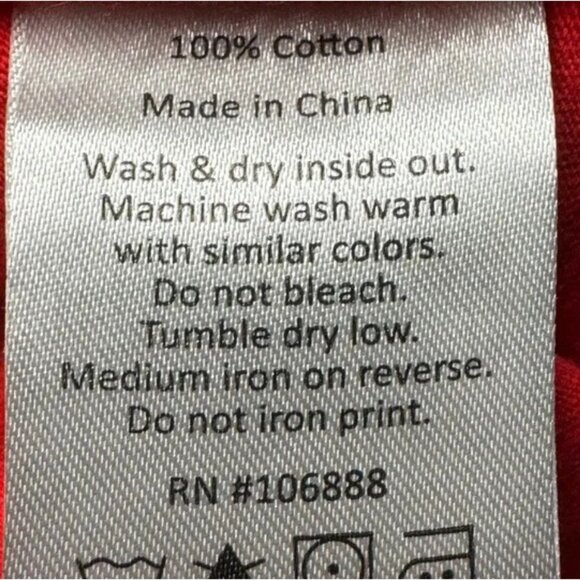 100% Cotton
Made in China
Wash & dry inside out.
Machine wash warm
with similar colors.
Do not bleach.
Tumble dry low.
Medium iron on reverse.
Do not iron print.
RN #106888